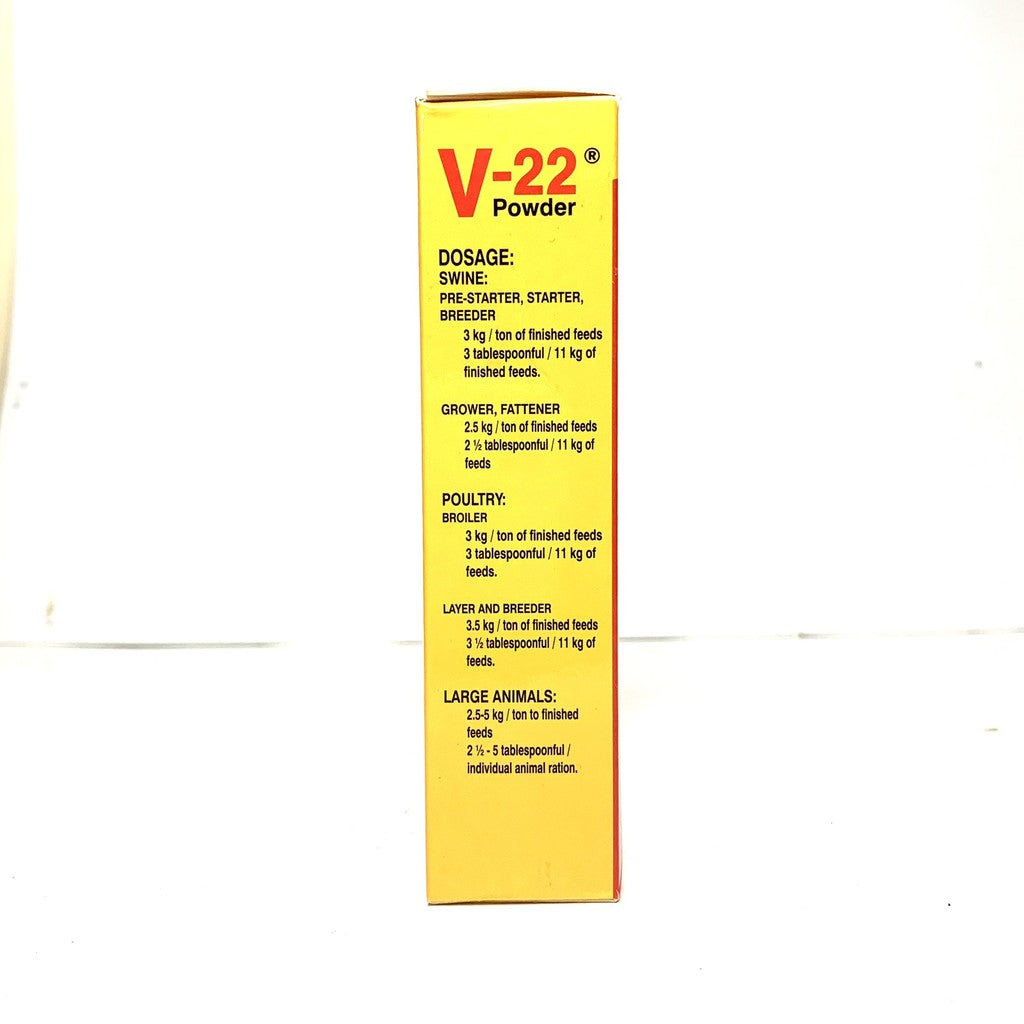 V-22®
Powder
DOSAGE:
SWINE:
PRE-STARTER, STARTER,
BREEDER
3 kg / ton of finished feeds
3 tablespoonful / 11 kg of
finished feeds.
GROWER, FATTENER
2.5 kg / ton of finished feeds
2 ½ tablespoonful / 11 kg of
feeds
POULTRY:
BROILER
3 kg / ton of finished feeds
3 tablespoonful / 11 kg of
feeds.
LAYER AND BREEDER
3.5 kg / ton of finished feeds
3 ½ tablespoonful / 11 kg of
feeds.
LARGE ANIMALS:
2.5-5 kg / ton to finished
feeds
2 ½ - 5 tablespoonful /
individual animal ration.